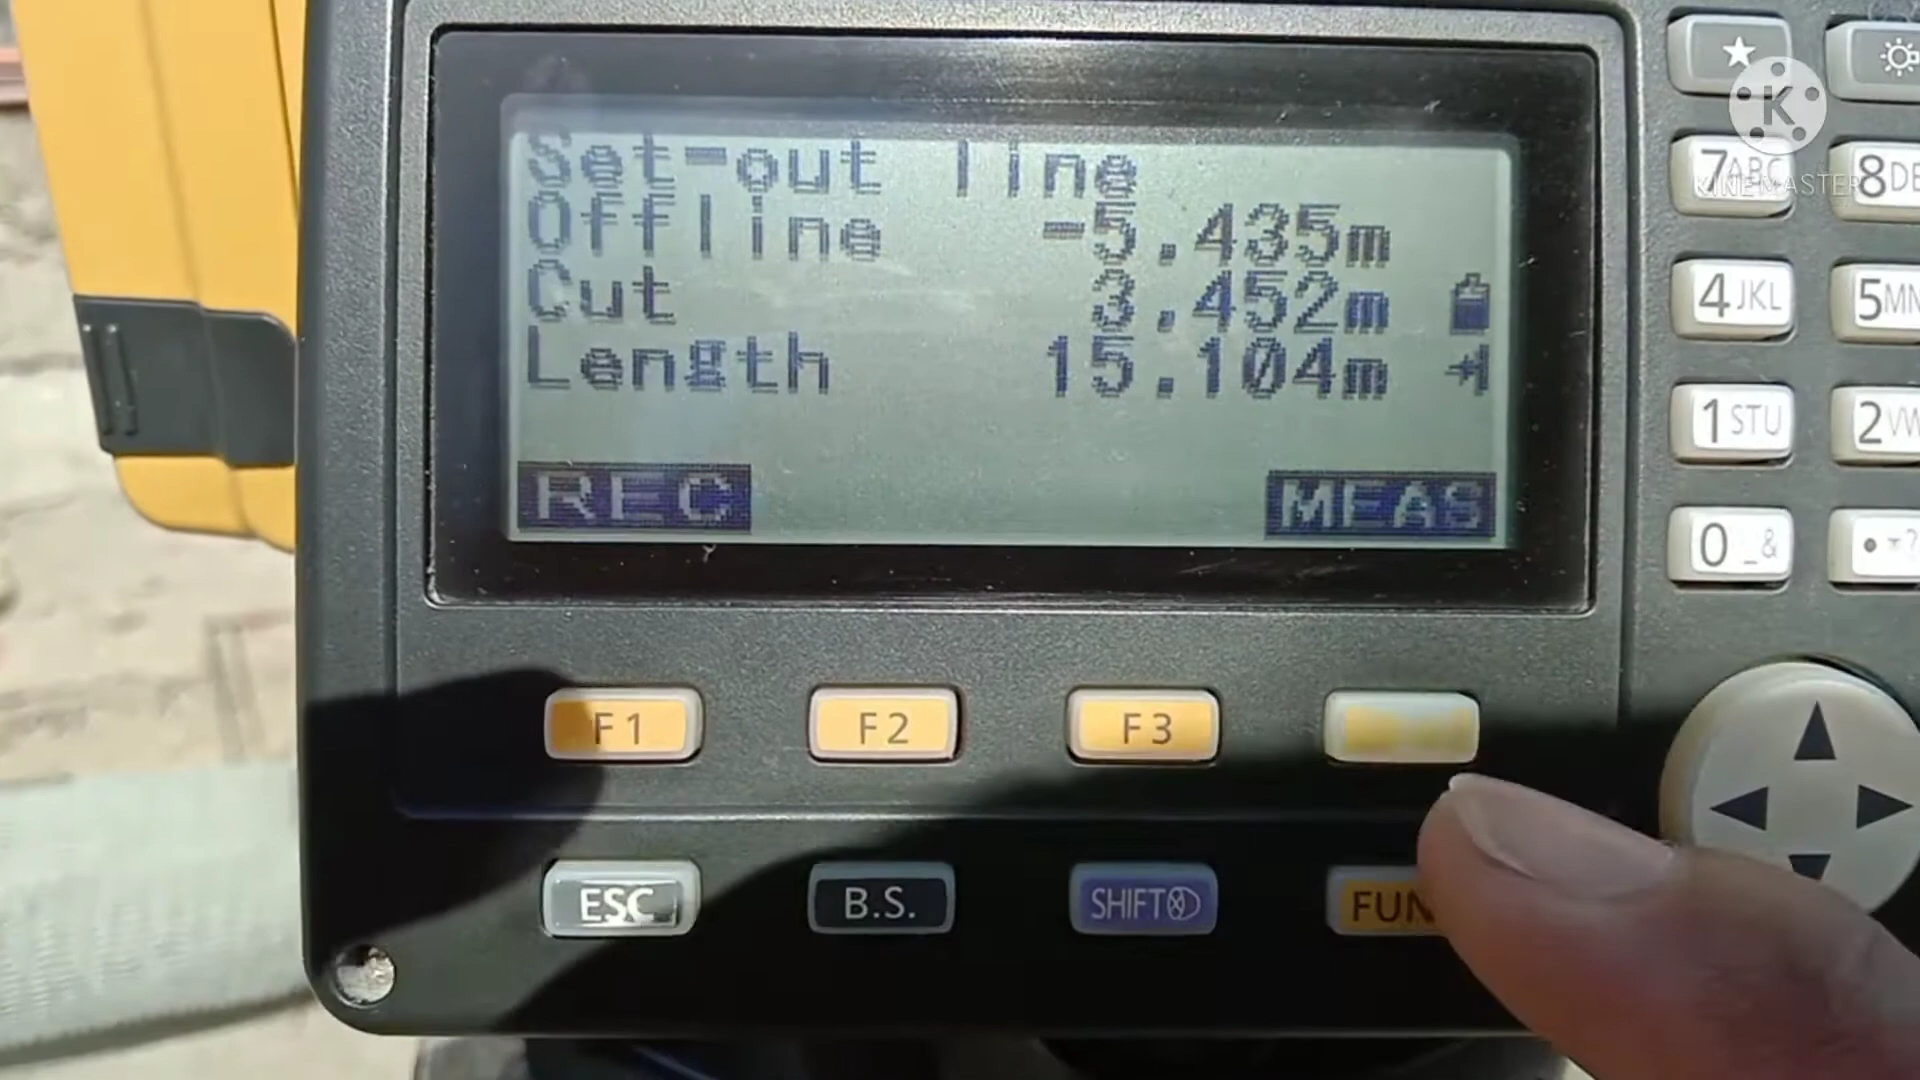 Set-out line
Offline -5.435m
Cut 3.452m
Length 15.104m
REC MEAS
F1 F2 F3
ESC B.S. SHIFT FUN
K
KINEMASTER
7ABC 8DE
4JKL 5MN
1STU 2VW
0_& •*?